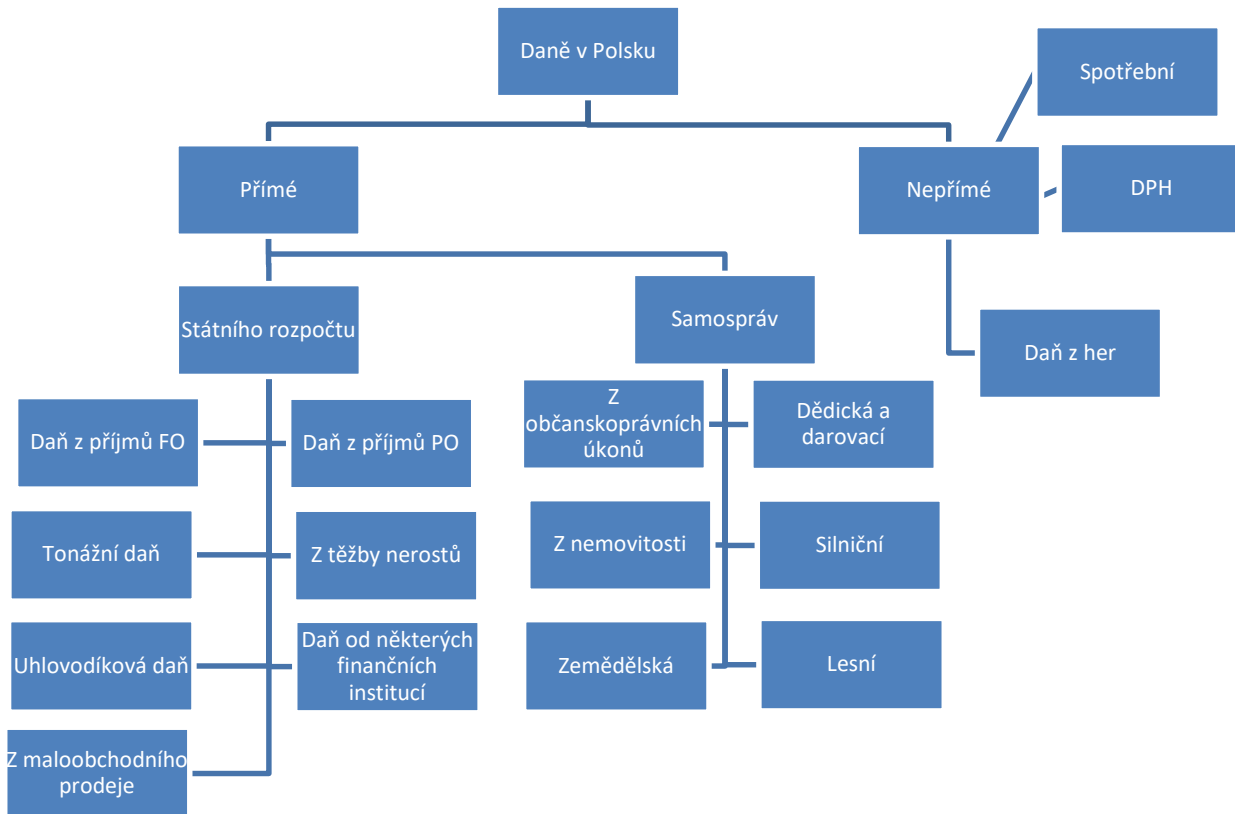 Daně v Polsku
Spotřební
Přímé
Nepřímé
DPH
Státního rozpočtu
Samospráv
Daň z her
Daň z příjmů FO
Daň z příjmů PO
Z
občanskoprávních
úkonů
Dědická a
darovací
Tonážní daň
Z těžby nerostů
Z nemovitosti
Silniční
Uhlovodíková daň
Daň od některých
finančních
institucí
Zemědělská
Lesní
Z maloobchodního
prodeje